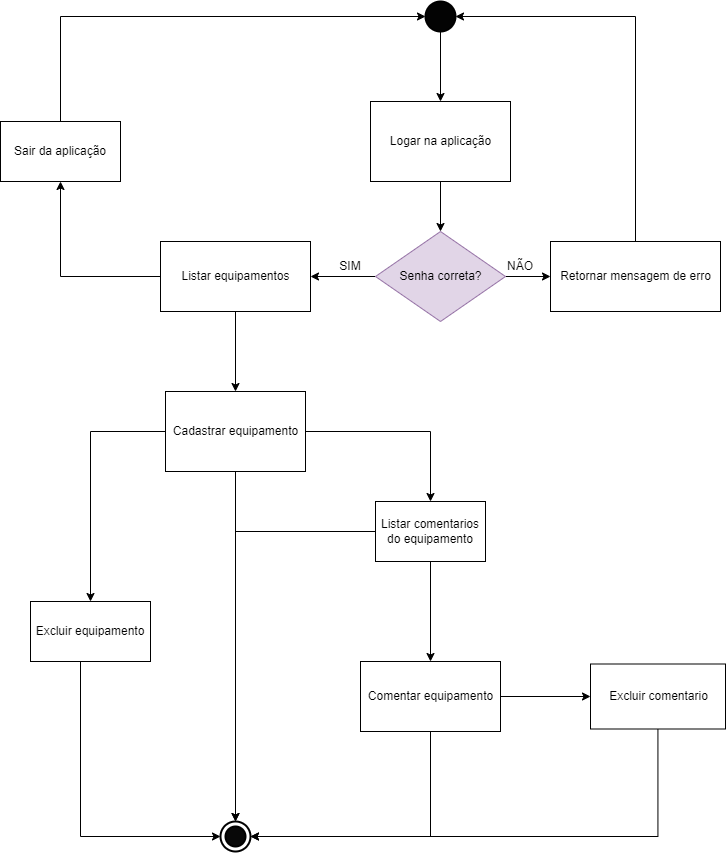 Sair da aplicação
Logar na aplicação
Listar equipamentos
SIM
Senha correta?
NÃO
Retornar mensagem de erro
Cadastrar equipamento
Listar comentarios
do equipamento
Excluir equipamento
Comentar equipamento
Excluir comentario